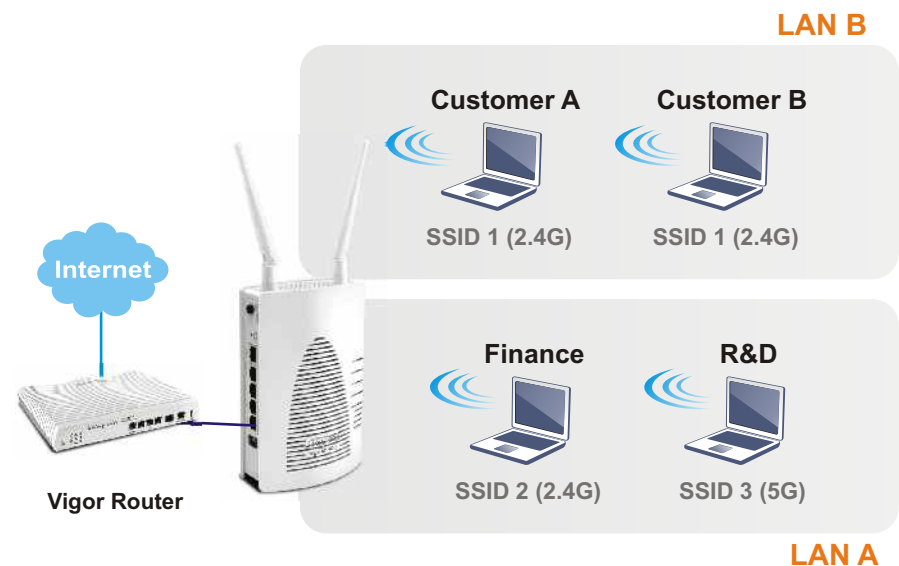 LAN B
Customer A
Customer B
SSID 1 (2.4G)
SSID 1 (2.4G)
Internet
Finance
R&D
SSID 2 (2.4G)
SSID 3 (5G)
Vigor Router
LAN A